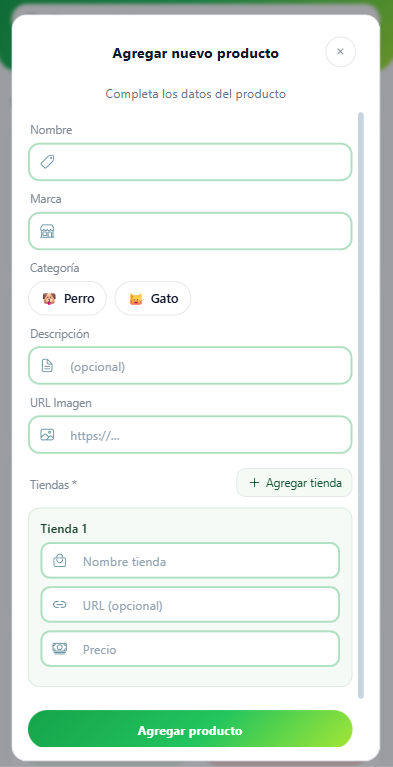 Agregar nuevo producto
×
Completa los datos del producto
Nombre
Marca
Categoría
Perro
Gato
Descripción
(opcional)
URL Imagen
https://...
Tiendas *
+ Agregar tienda
Tienda 1
Nombre tienda
URL (opcional)
Precio
Agregar producto